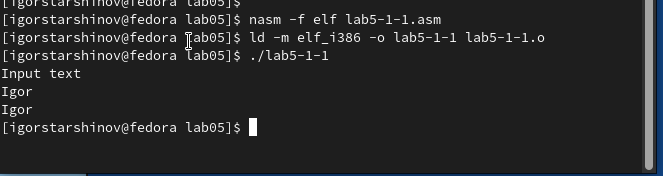 [igorstarshinov@fedora lab05]$
[igorstarshinov@fedora lab05]$ nasm -f elf lab5-1-1.asm
[igorstarshinov@fedora lab05]$ ld -m elf_i386 -o lab5-1-1 lab5-1-1.o
[igorstarshinov@fedora lab05]$ ./lab5-1-1
Input text
Igor
Igor
[igorstarshinov@fedora lab05]$